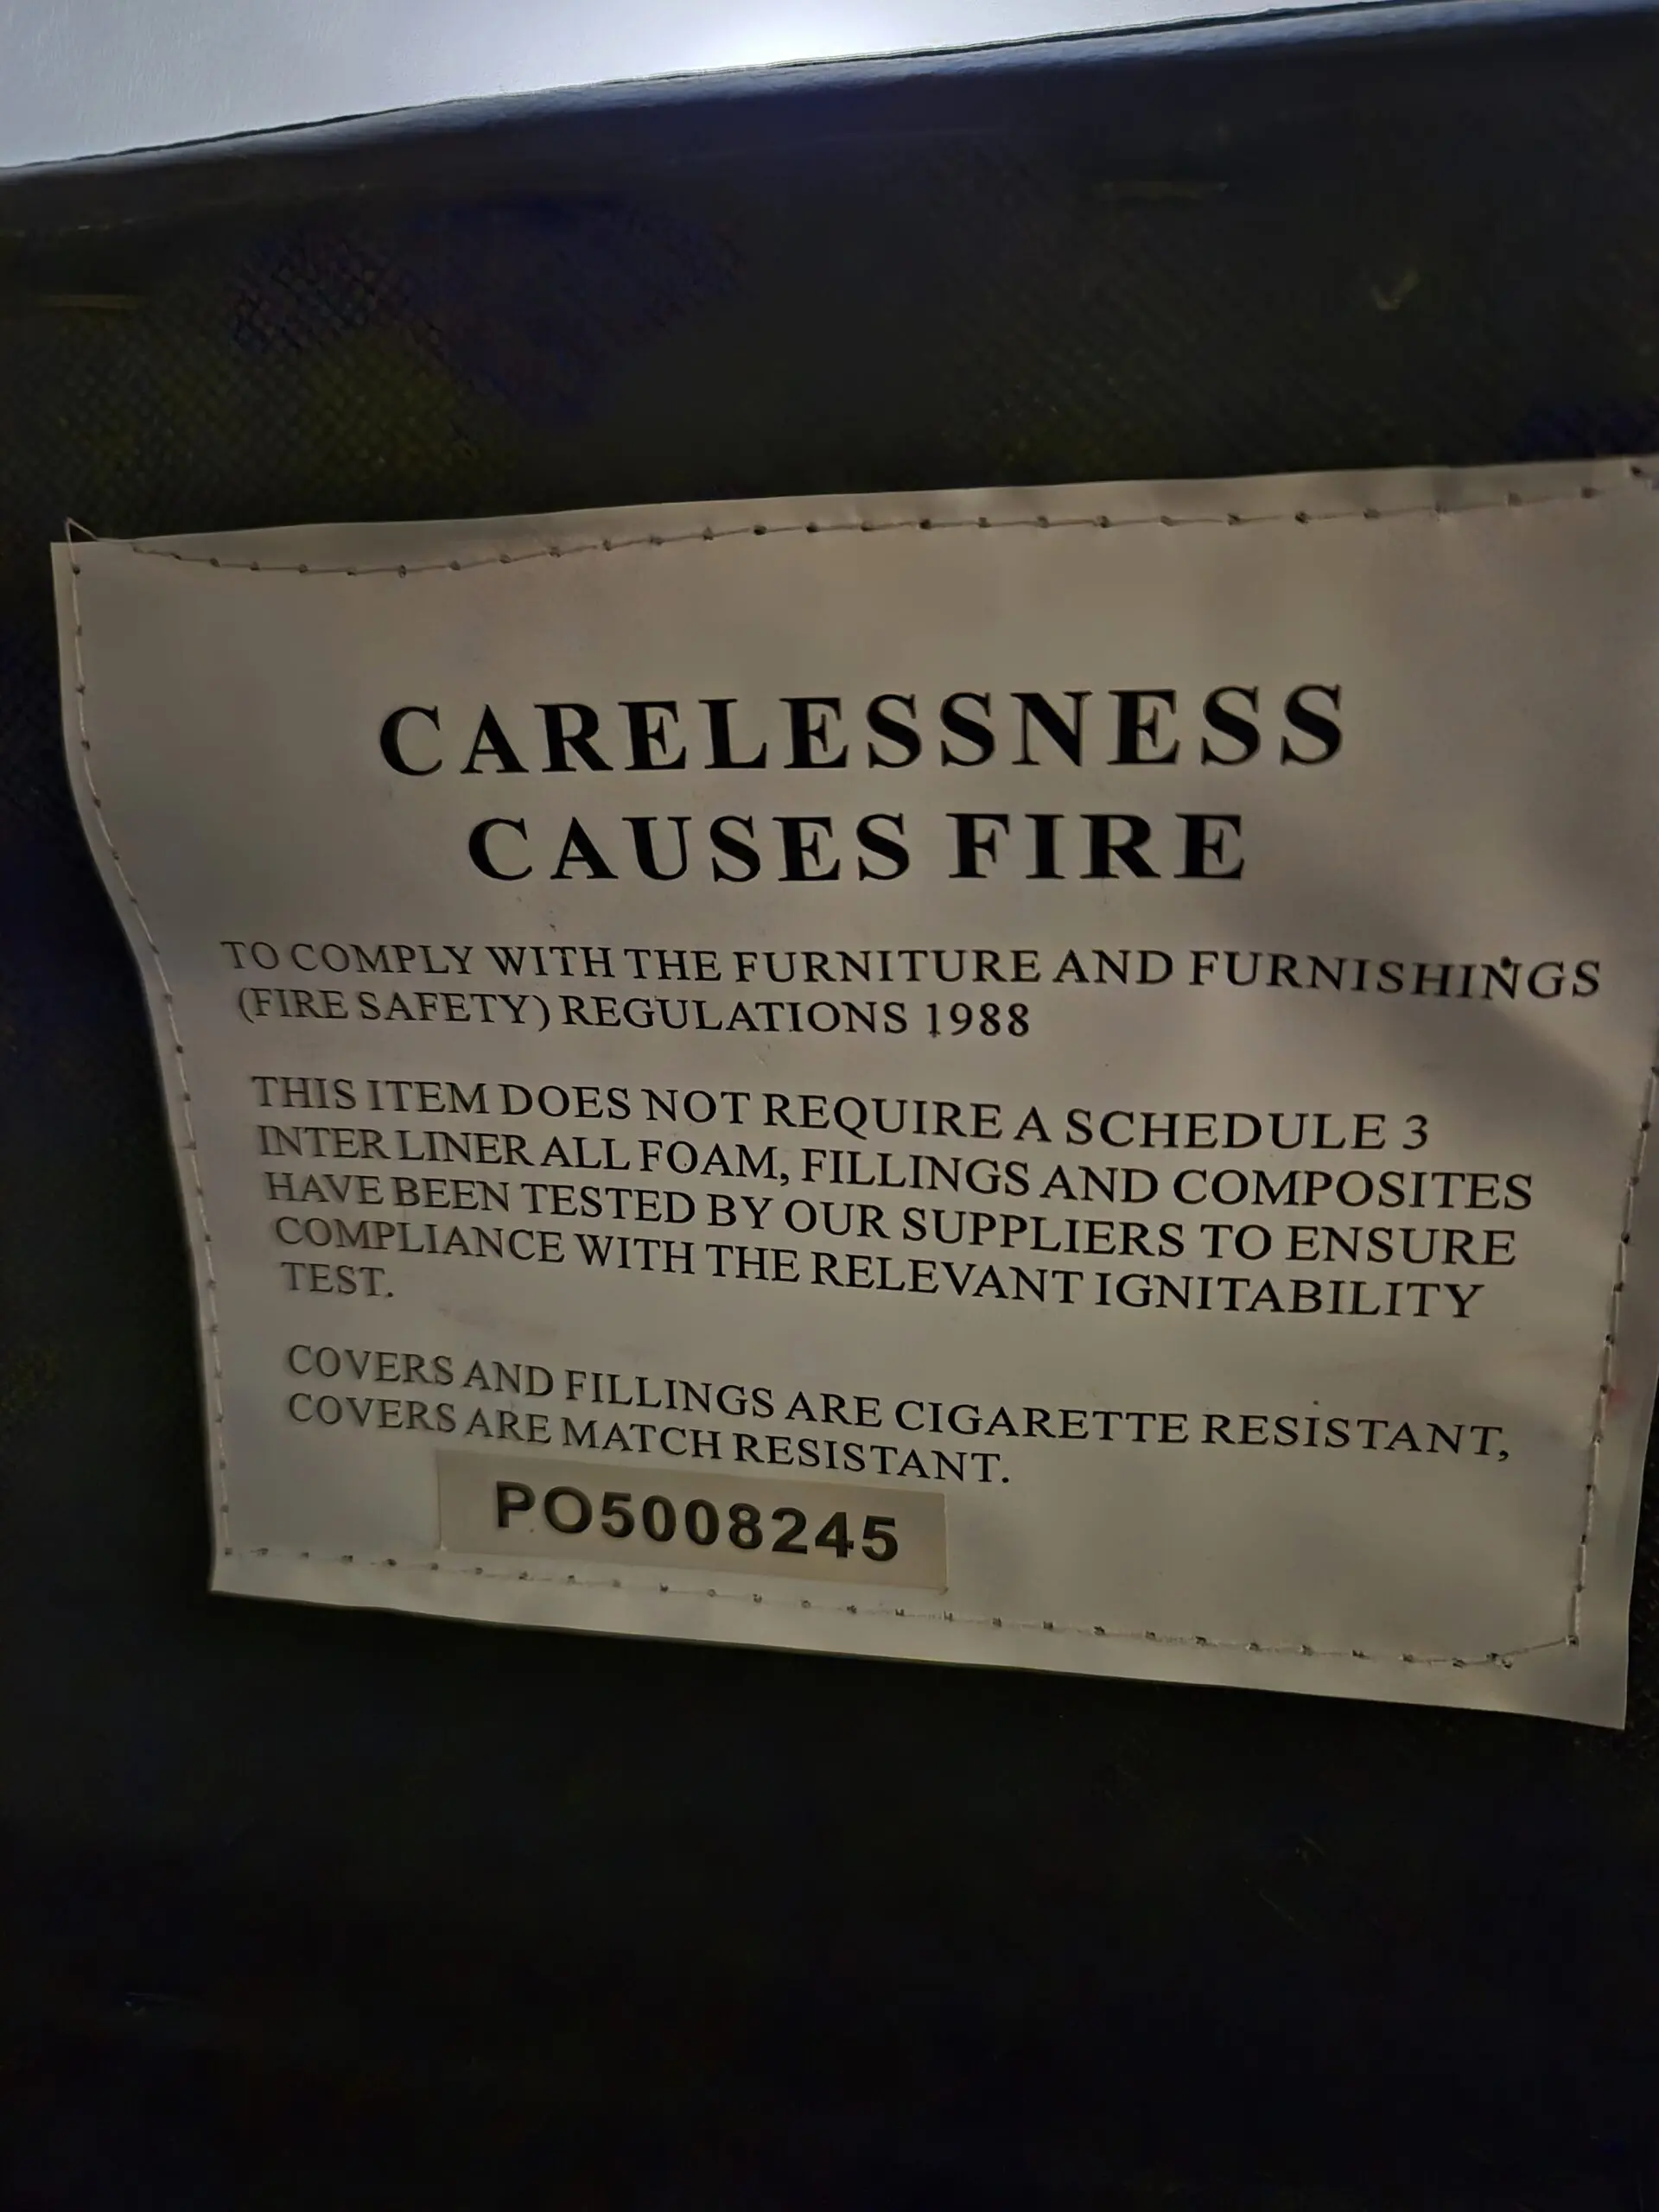 CARELESSNESS
CAUSES FIRE
TO COMPLY WITH THE FURNITURE AND FURNISHINGS
(FIRE SAFETY) REGULATIONS 1988
THIS ITEM DOES NOT REQUIRE A SCHEDULE 3
INTER LINER ALL FOAM, FILLINGS AND COMPOSITES
HAVE BEEN TESTED BY OUR SUPPLIERS TO ENSURE
COMPLIANCE WITH THE RELEVANT IGNITABILITY
TEST.
COVERS AND FILLINGS ARE CIGARETTE RESISTANT,
COVERS ARE MATCH RESISTANT.
PO5008245